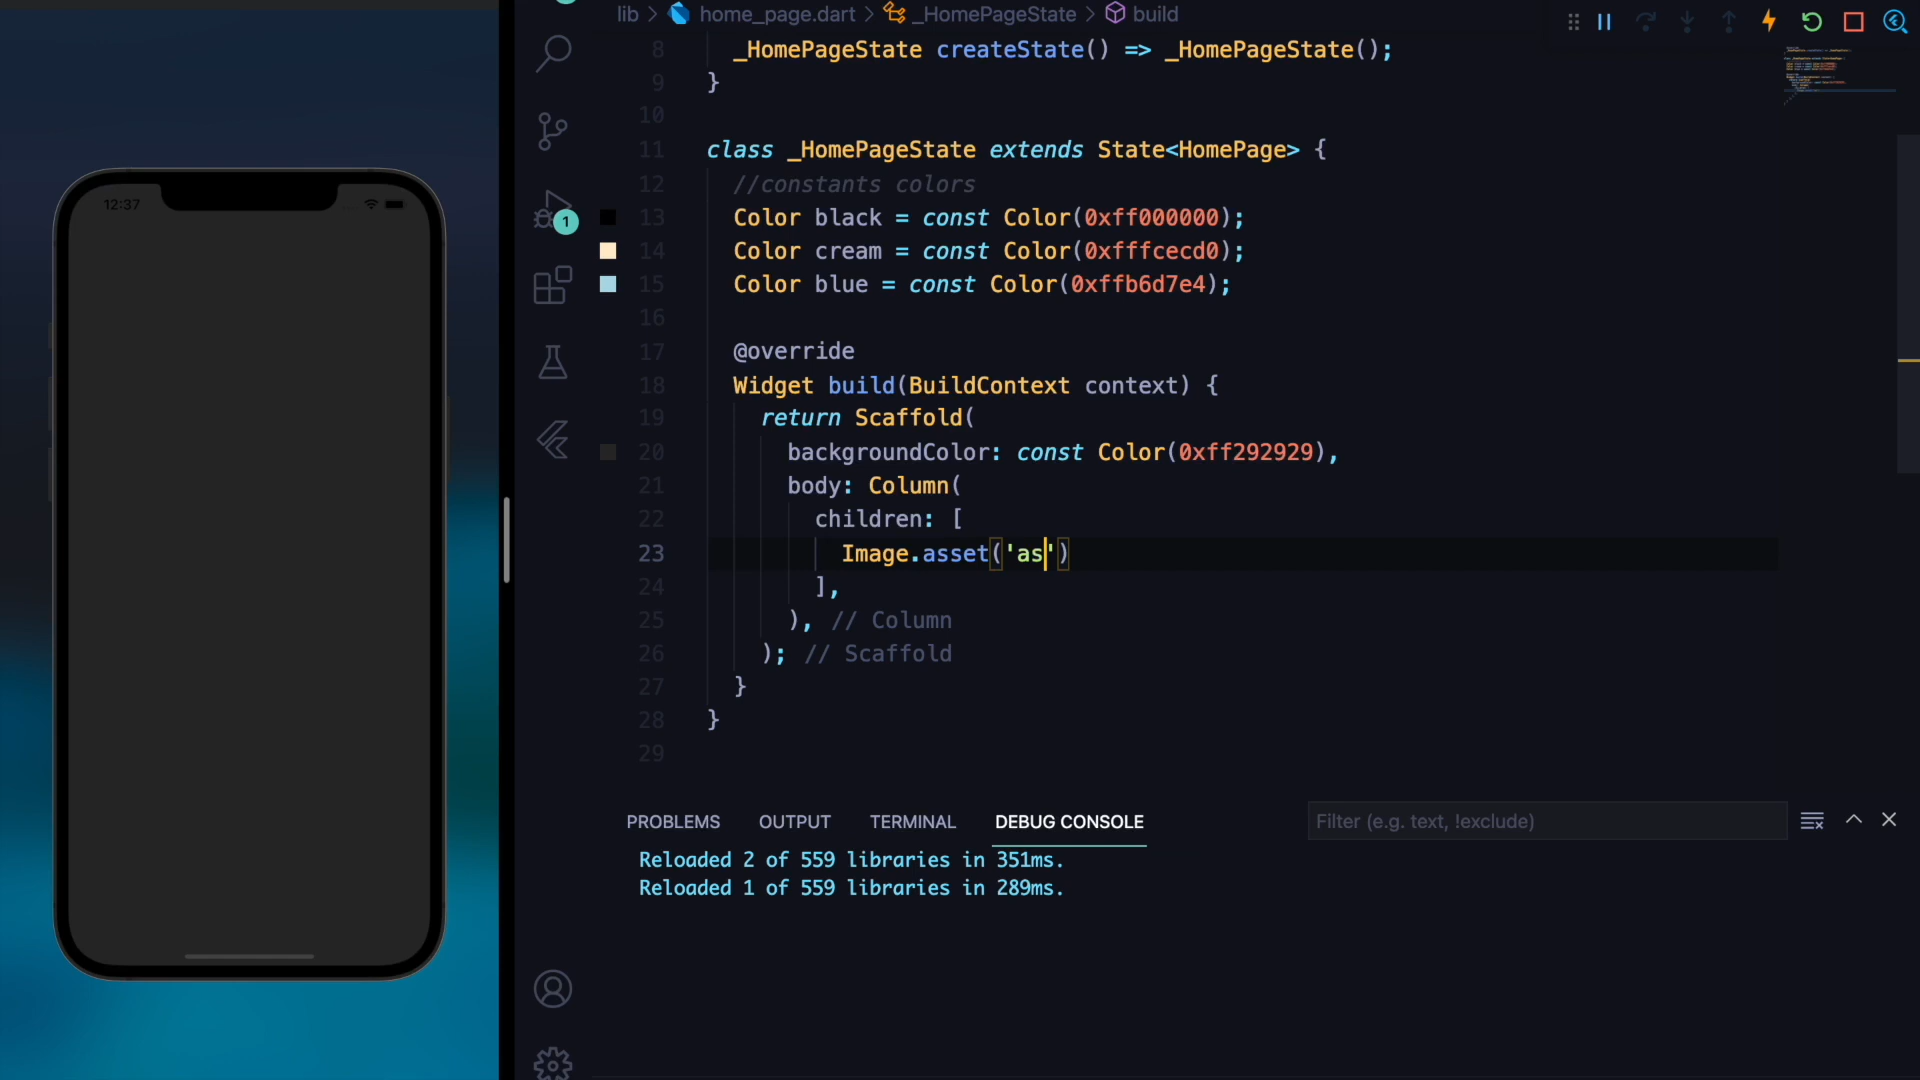 lib > home_page.dart > _HomePageState > build
8 _HomePageState createState() => _HomePageState();
9 }
10
11 class _HomePageState extends State<HomePage> {
12 //constants colors
13 Color black = const Color(0xff000000);
14 Color cream = const Color(0xfffcecd0);
15 Color blue = const Color(0xffb6d7e4);
16
17 @override
18 Widget build(BuildContext context) {
19 return Scaffold(
20 backgroundColor: const Color(0xff292929),
21 body: Column(
22 children: [
23 Image.asset('as')
24 ],
25 ), // Column
26 ); // Scaffold
27 }
28 }
29
12:37
1
PROBLEMS OUTPUT TERMINAL DEBUG CONSOLE Filter (e.g. text, !exclude)
Reloaded 2 of 559 libraries in 351ms.
Reloaded 1 of 559 libraries in 289ms.